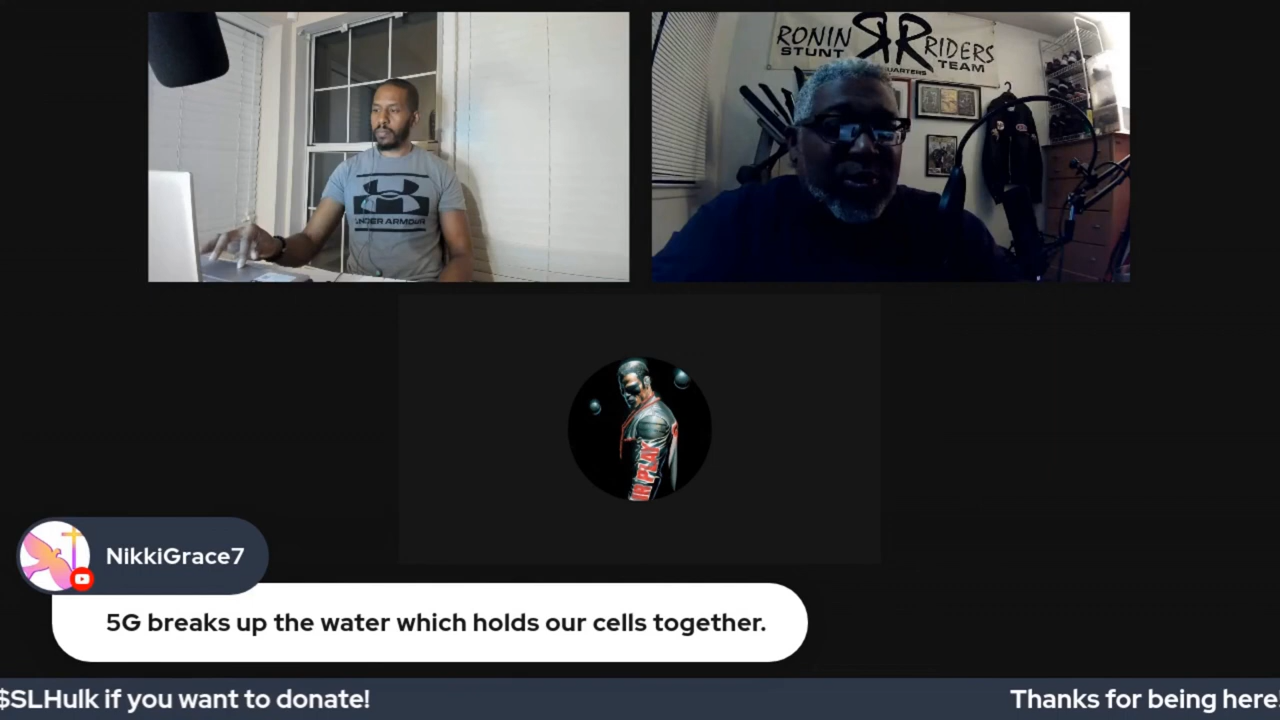 RONIN RIDERS
STUNT TEAM
QUARTERS
UNDER ARMOUR
NikkiGrace7
5G breaks up the water which holds our cells together.
$SLHulk if you want to donate!
Thanks for being here